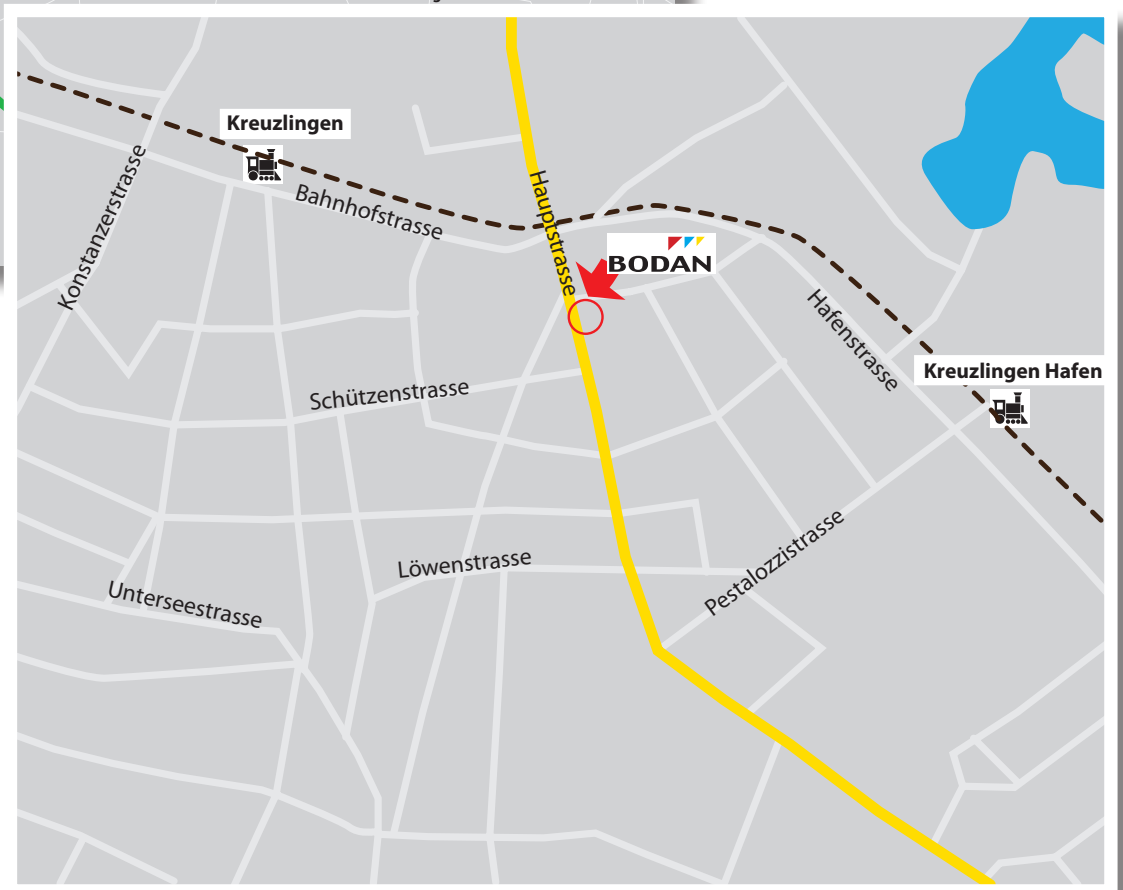 Kreuzlingen
Konstanzerstrasse
Bahnhofstrasse
Hauptstrasse
BODAN
Hafenstrasse
Kreuzlingen Hafen
Schützenstrasse
Löwenstrasse
Pestalozzistrasse
Unterseestrasse